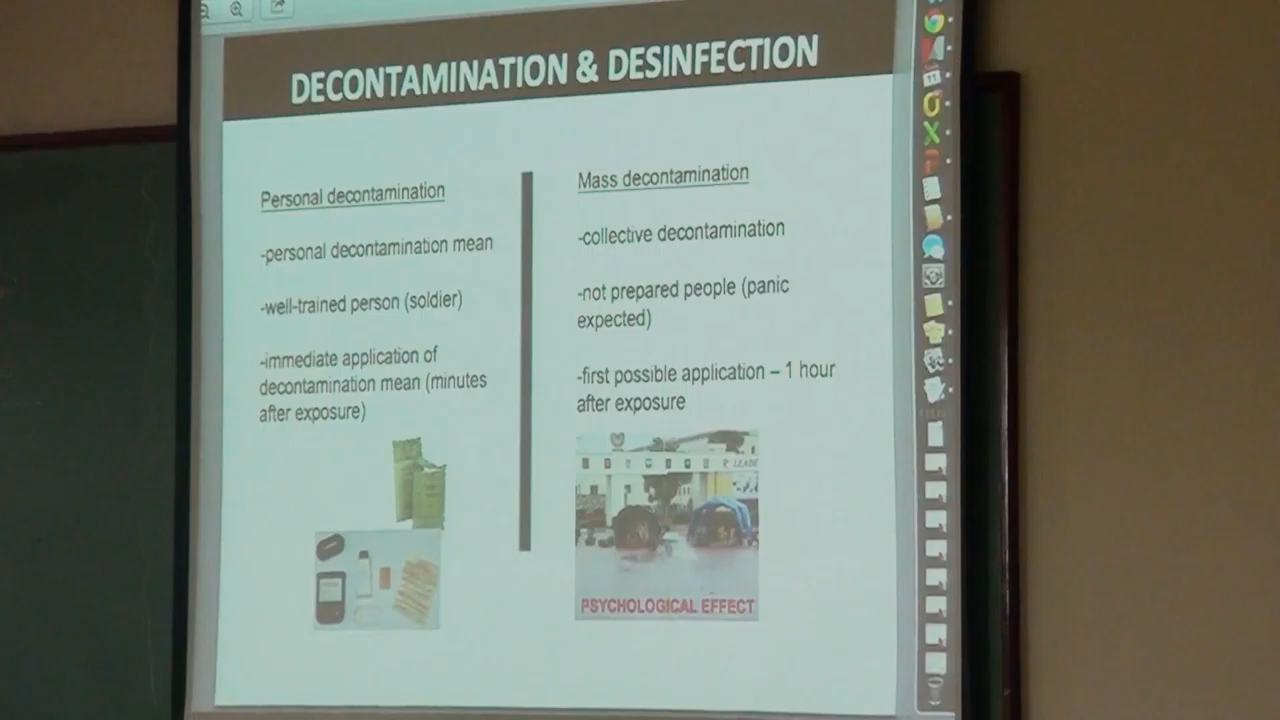 DECONTAMINATION & DESINFECTION
Personal decontamination
-personal decontamination mean
-well-trained person (soldier)
-immediate application of
decontamination mean (minutes
after exposure)
Mass decontamination
-collective decontamination
-not prepared people (panic
expected)
-first possible application – 1 hour
after exposure
R LEADE
PSYCHOLOGICAL EFFECT